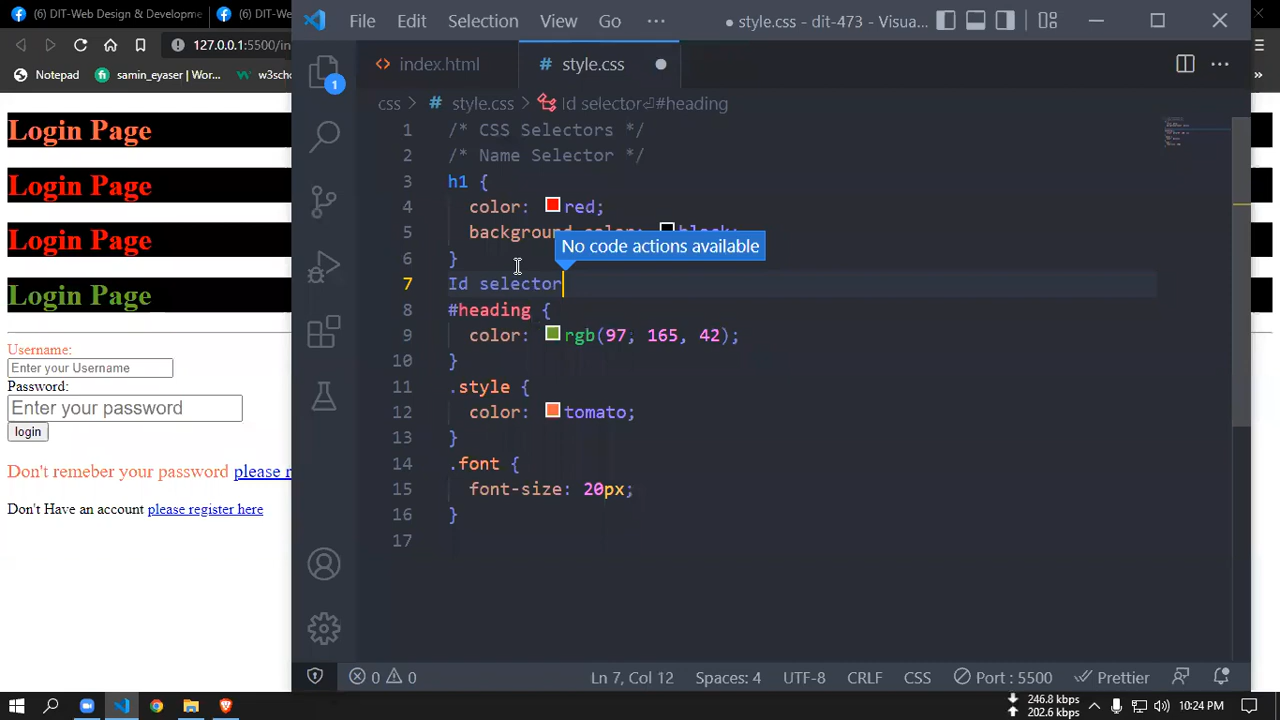 (6) DIT-Web Design & Developme
(6) DIT-W
File Edit Selection View Go ··· ● style.css - dit-473 - Visua...
127.0.0.1:5500/in
<> index.html # style.css ●
Notepad samin_eyaser | Wor... w3scho
css > # style.css > Id selector⏎#heading
Login Page
Login Page
Login Page
Login Page
Username:
Enter your Username
Password:
Enter your password
login
Don't remeber your password please r
Don't Have an account please register here
1
1 /* CSS Selectors */
2 /* Name Selector */
3 h1 {
4 color: red;
5 background-color: black;
No code actions available
6 }
7 Id selector
8 #heading {
9 color: rgb(97, 165, 42);
10 }
11 .style {
12 color: tomato;
13 }
14 .font {
15 font-size: 20px;
16 }
17
0 0 Ln 7, Col 12 Spaces: 4 UTF-8 CRLF CSS Port : 5500 Prettier
246.8 kbps
202.6 kbps
10:24 PM